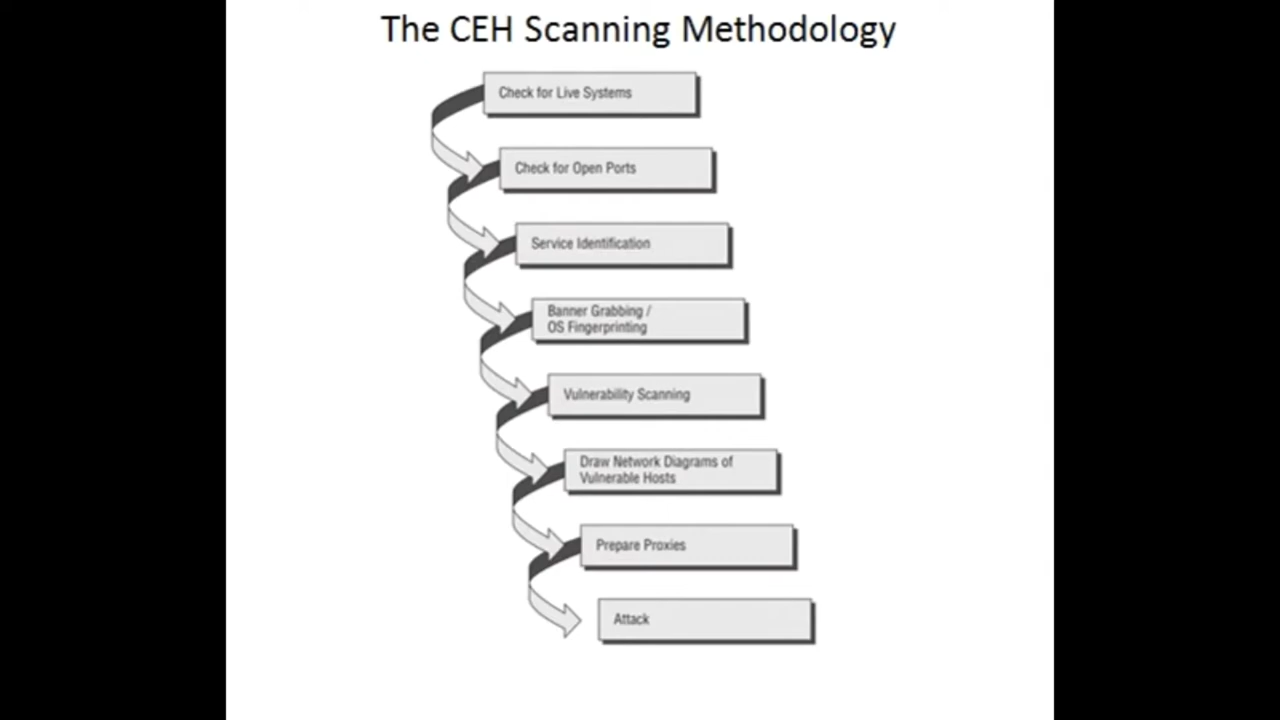 The CEH Scanning Methodology
Check for Live Systems
Check for Open Ports
Service Identification
Banner Grabbing /
OS Fingerprinting
Vulnerability Scanning
Draw Network Diagrams of
Vulnerable Hosts
Prepare Proxies
Attack